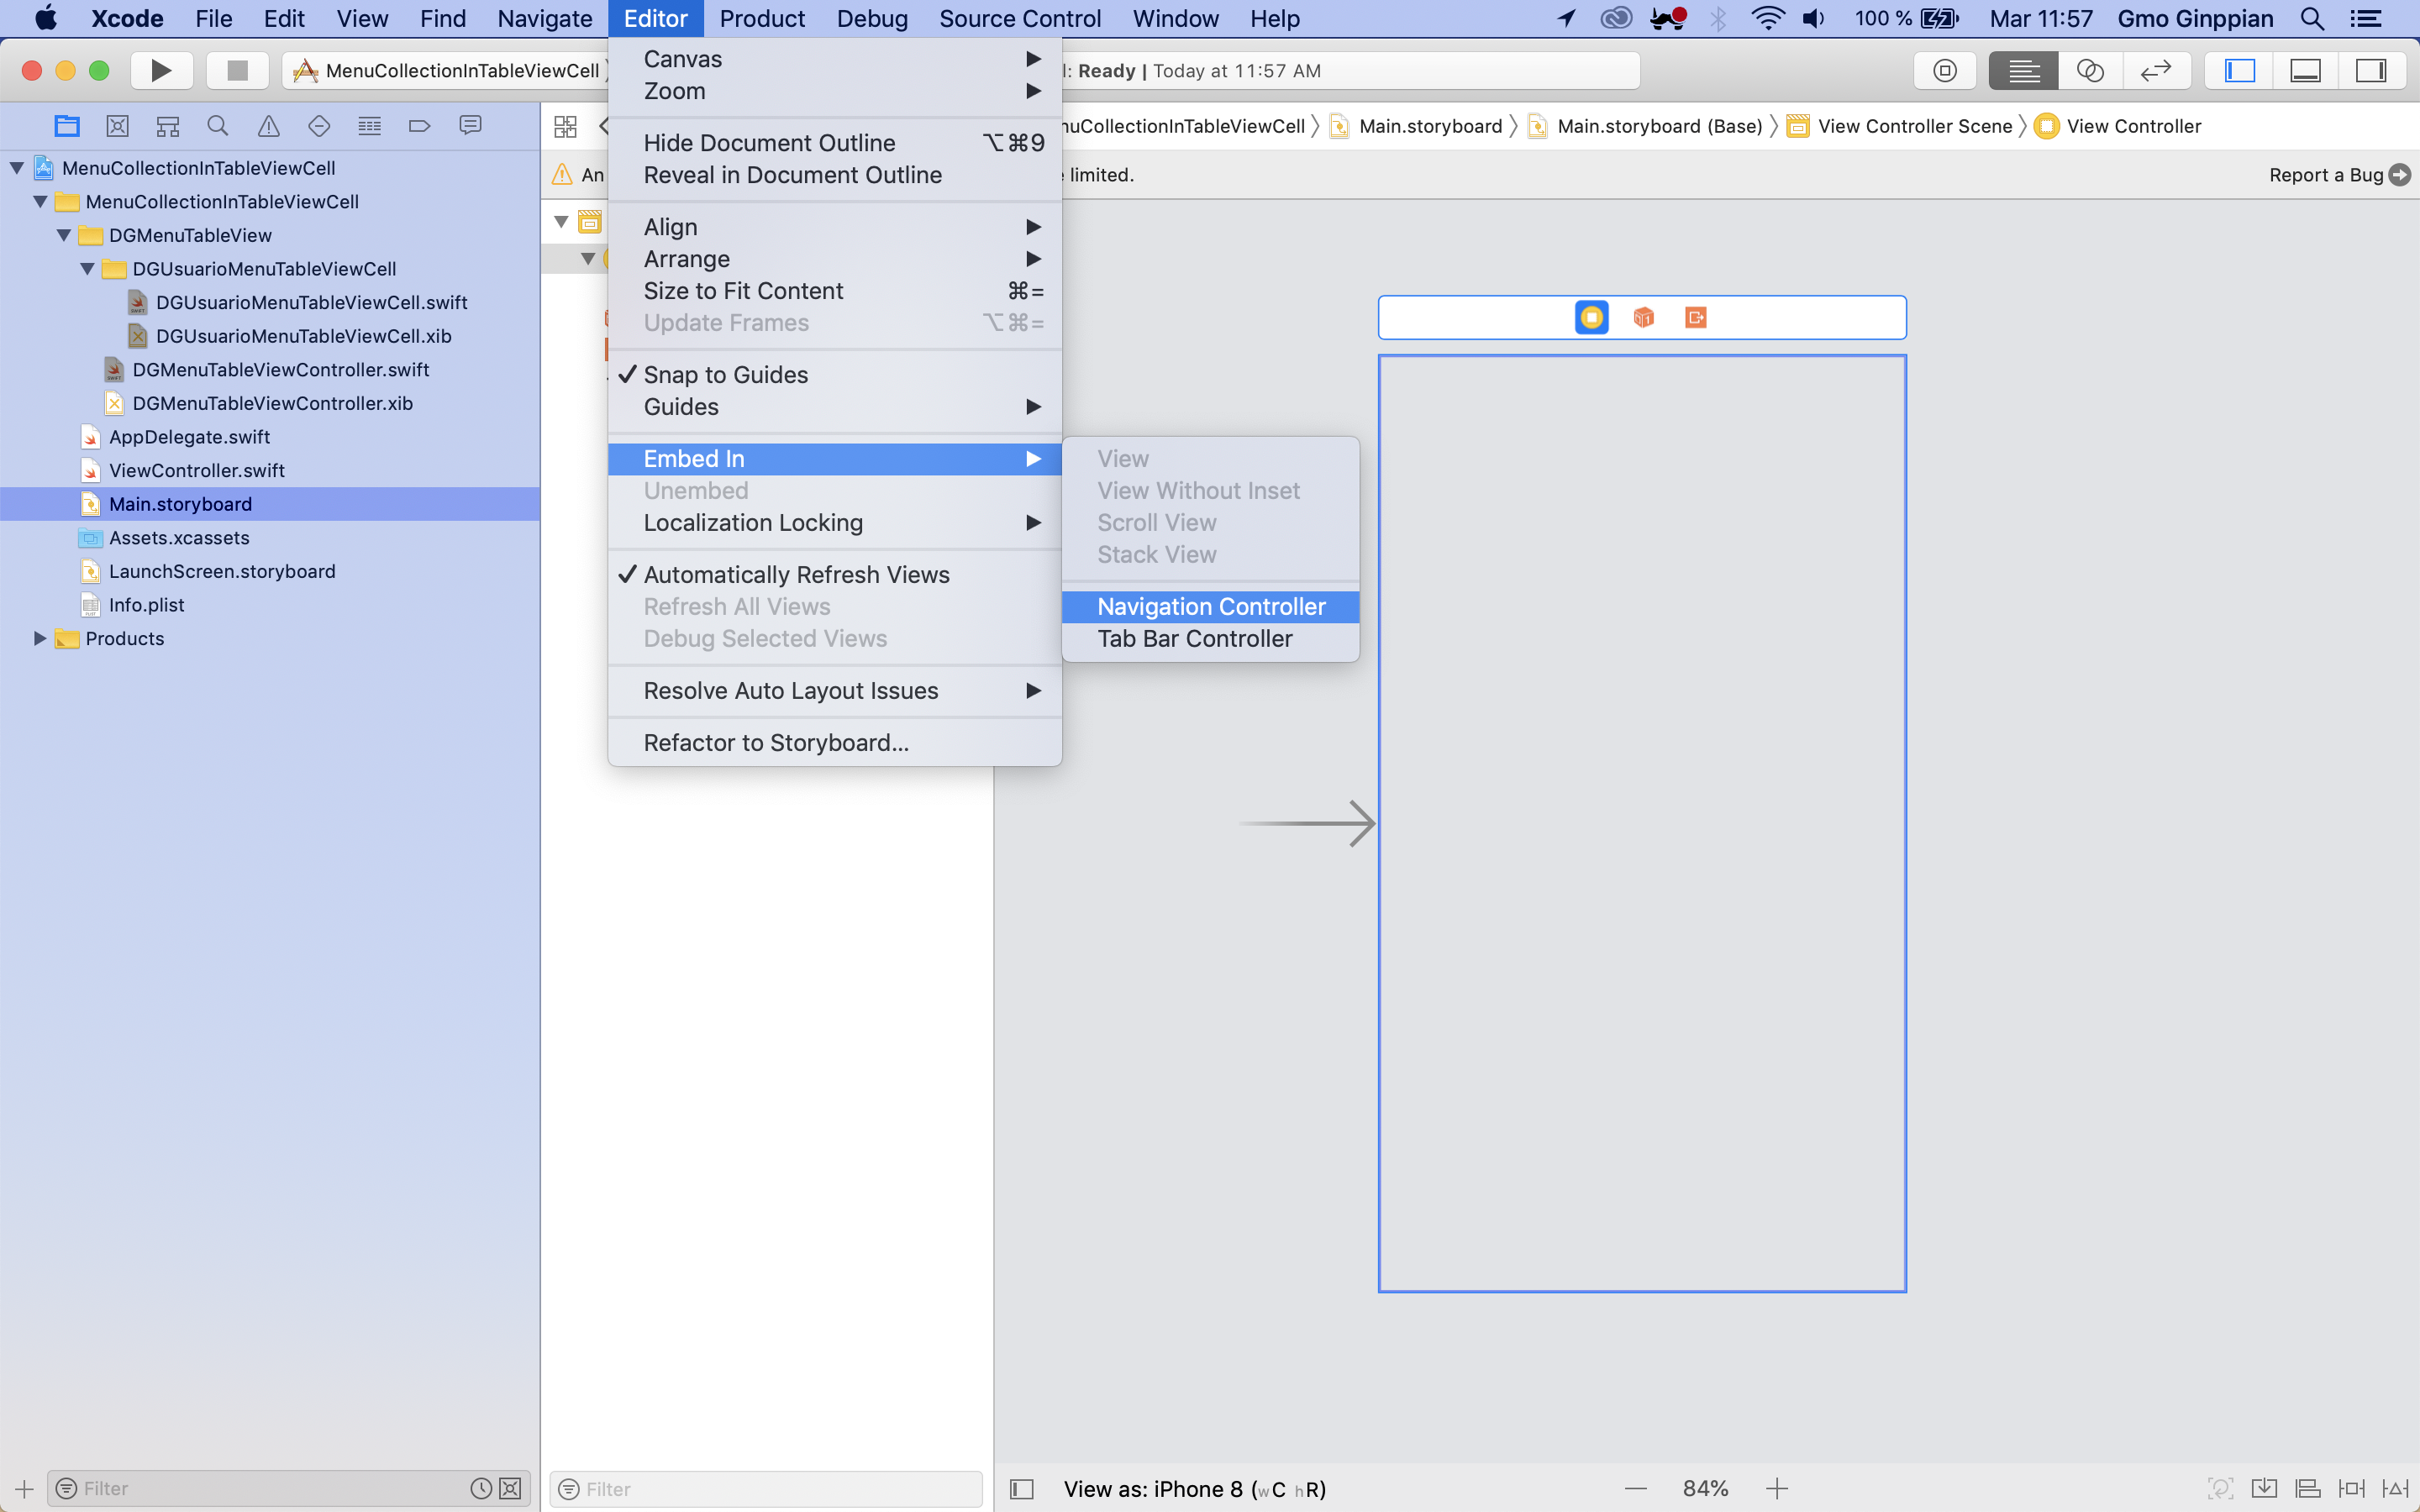 Xcode File Edit View Find Navigate Editor Product Debug Source Control Window Help 100 % Mar 11:57 Gmo Ginppian
MenuCollectionInTableViewCell
l: Ready | Today at 11:57 AM
nuCollectionInTableViewCell Main.storyboard Main.storyboard (Base) View Controller Scene View Controller
An
limited.
Report a Bug
MenuCollectionInTableViewCell
MenuCollectionInTableViewCell
DGMenuTableView
DGUsuarioMenuTableViewCell
DGUsuarioMenuTableViewCell.swift
DGUsuarioMenuTableViewCell.xib
DGMenuTableViewController.swift
DGMenuTableViewController.xib
AppDelegate.swift
ViewController.swift
Main.storyboard
Assets.xcassets
LaunchScreen.storyboard
Info.plist
Products
Canvas
Zoom
Hide Document Outline ⌥⌘9
Reveal in Document Outline
Align
Arrange
Size to Fit Content ⌘=
Update Frames ⌥⌘=
Snap to Guides
Guides
Embed In
Unembed
Localization Locking
Automatically Refresh Views
Refresh All Views
Debug Selected Views
Resolve Auto Layout Issues
Refactor to Storyboard...
View
View Without Inset
Scroll View
Stack View
Navigation Controller
Tab Bar Controller
Filter
Filter
View as: iPhone 8 (wC hR)
84%